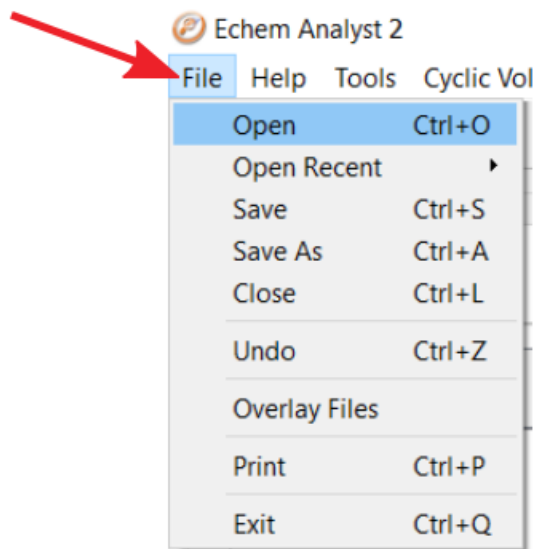 Echem Analyst 2
File Help Tools Cyclic Vol
Open Ctrl+O
Open Recent
Save Ctrl+S
Save As Ctrl+A
Close Ctrl+L
Undo Ctrl+Z
Overlay Files
Print Ctrl+P
Exit Ctrl+Q